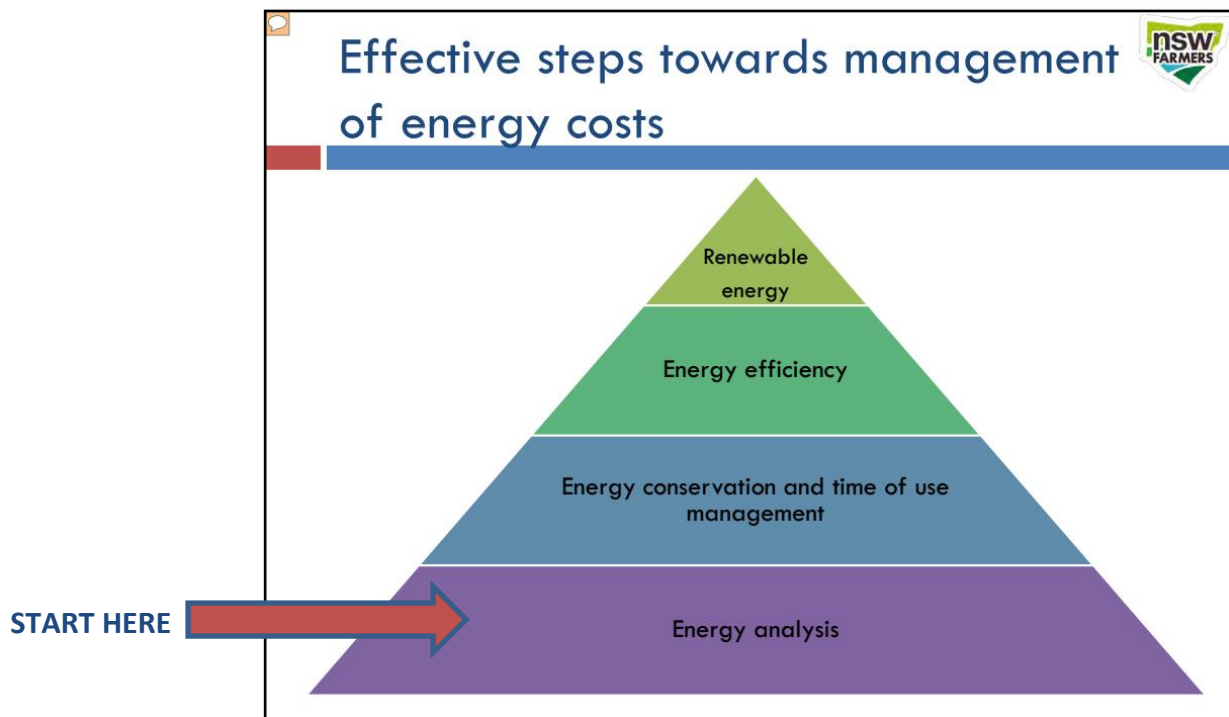 Effective steps towards management
of energy costs
nsw
FARMERS
Renewable
energy
Energy efficiency
Energy conservation and time of use
management
START HERE
Energy analysis